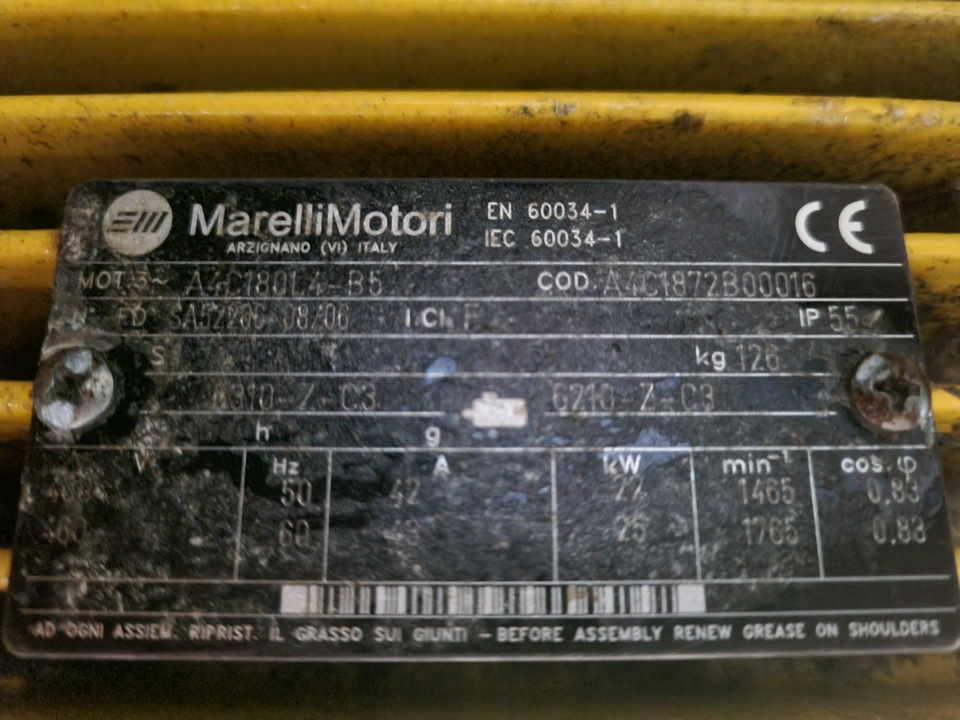 MarelliMotori
ARZIGNANO (VI) ITALY
EN 60034-1
IEC 60034-1
CE
MOT. 3~ A4C180L4-B5 COD. A4C1872B00016
08/06 I.CL. F IP 55
S kg 126
6310-Z-C3 6210-Z-C3
h g
V Hz A kW min⁻¹ cos. φ
50 42 22 1465 0.83
460 60 25 1765 0.83
AD OGNI ASSIEM. RIPRIST. IL GRASSO SUI GIUNTI - BEFORE ASSEMBLY RENEW GREASE ON SHOULDERS